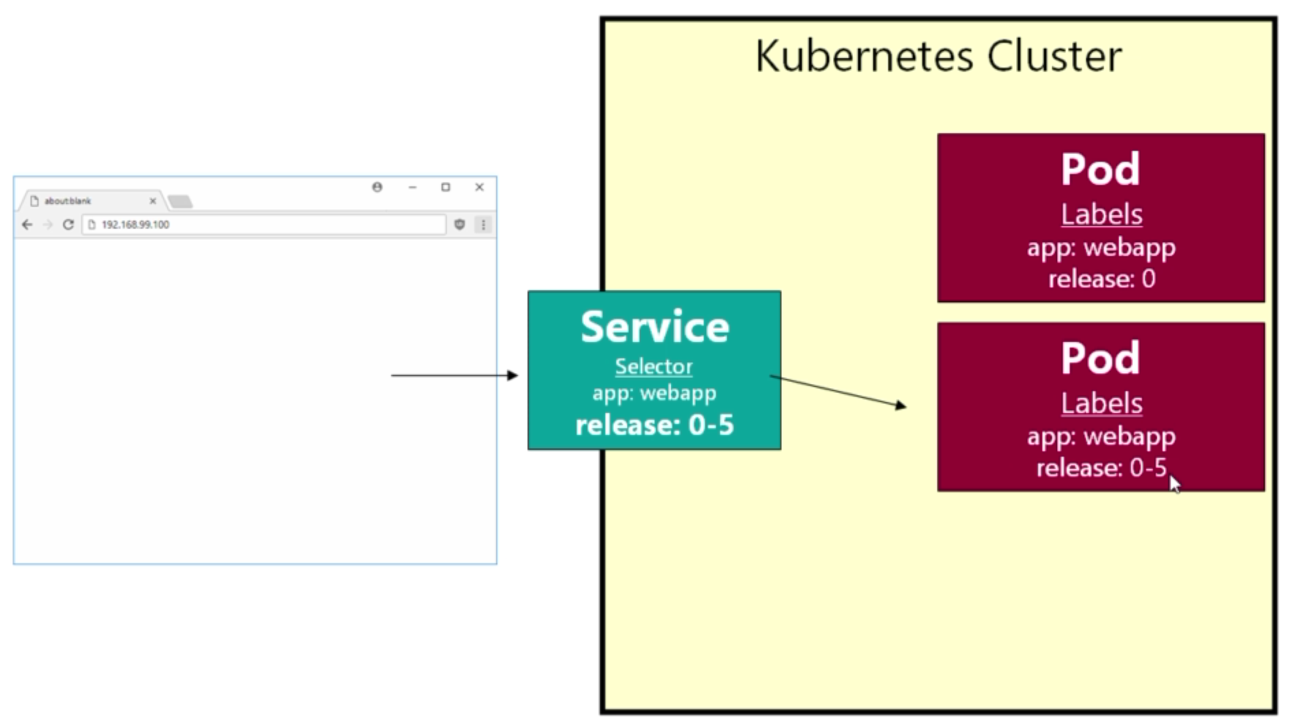 Kubernetes Cluster
about:blank
192.168.99.100
Service
Selector
app: webapp
release: 0-5
Pod
Labels
app: webapp
release: 0
Pod
Labels
app: webapp
release: 0-5